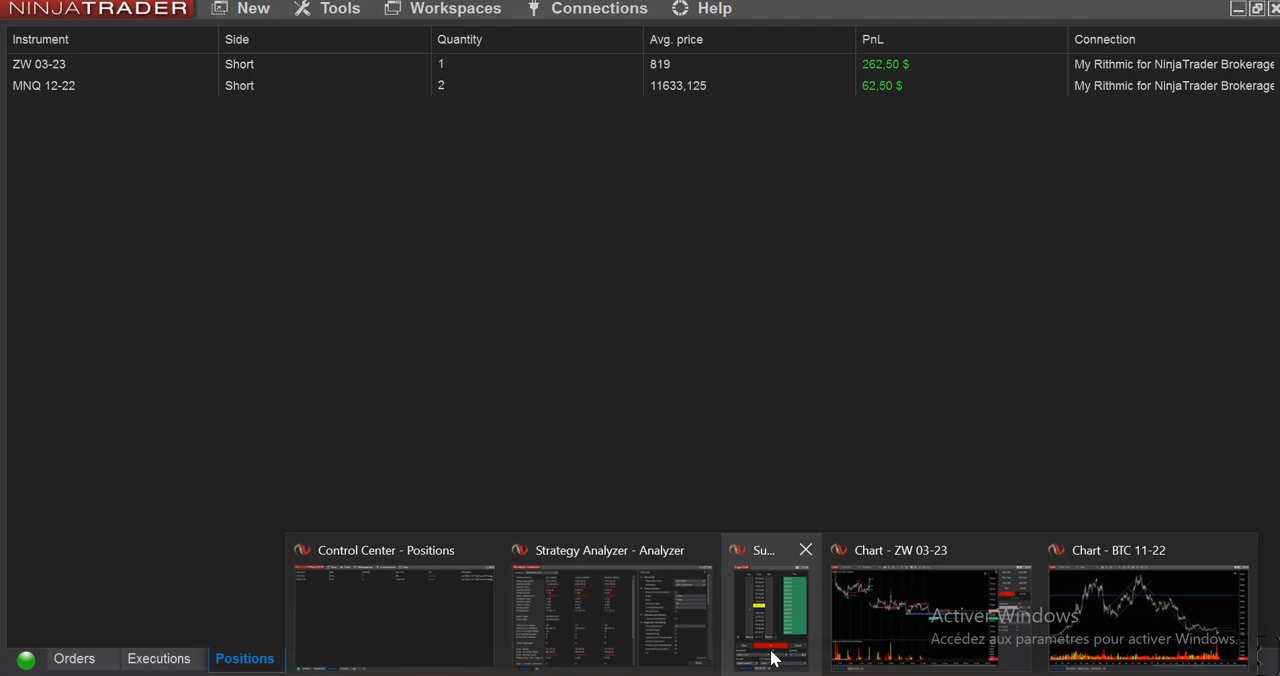 NINJATRADER New Tools Workspaces Connections Help
Instrument Side Quantity Avg. price PnL Connection
ZW 03-23 Short 1 819 262,50 $ My Rithmic for NinjaTrader Brokerage
MNQ 12-22 Short 2 11633,125 62,50 $ My Rithmic for NinjaTrader Brokerage
Control Center - Positions Strategy Analyzer - Analyzer Su... Chart - ZW 03-23 Chart - BTC 11-22
Activer Windows
Accédez aux paramètres pour activer Windows.
Orders Executions Positions